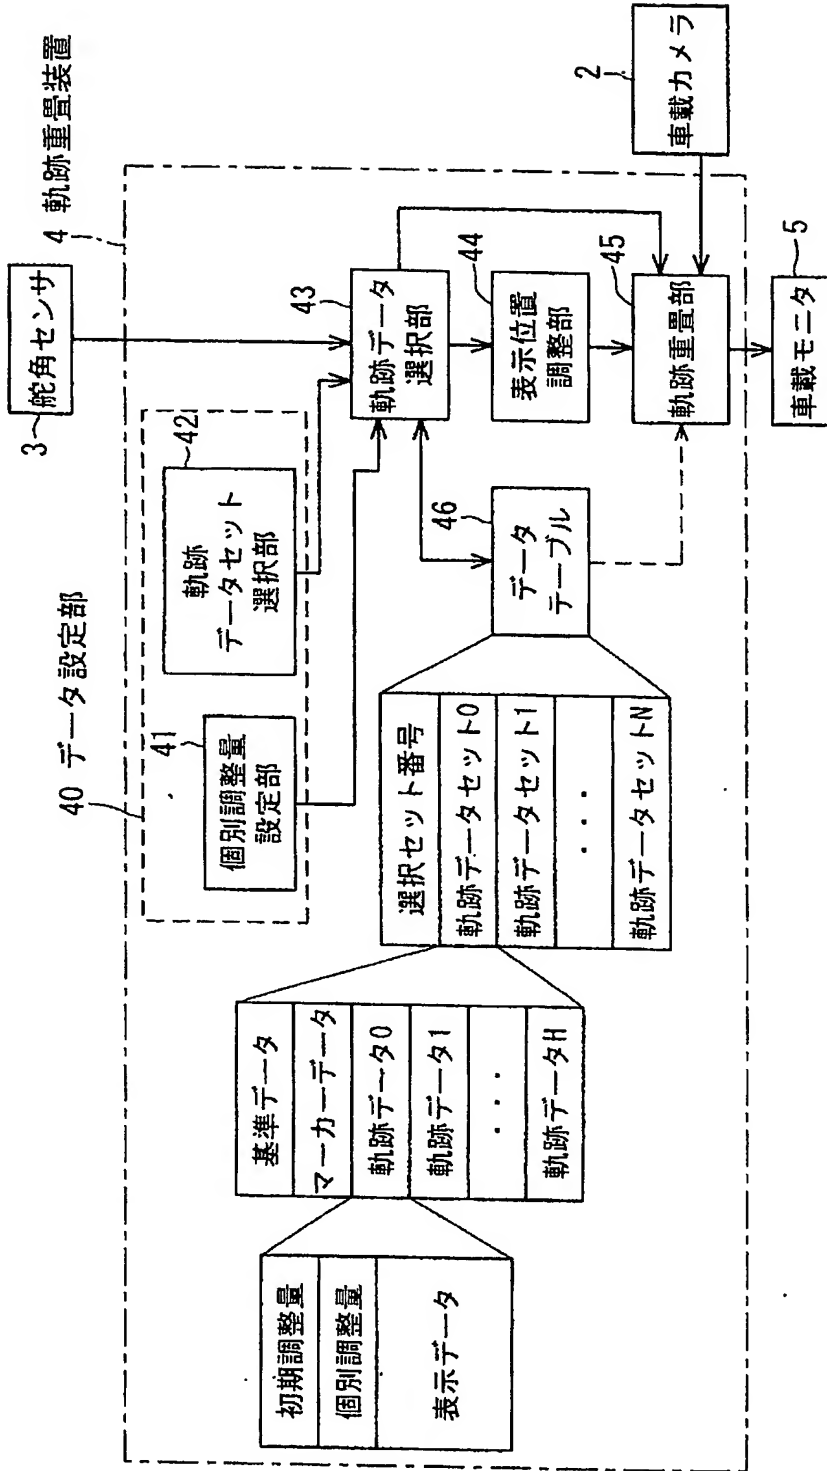 4 軌跡重畳装置
3
舵角センサ
40 データ設定部
41
個別調整量
設定部
42
軌跡
データセット
選択部
43
軌跡データ
選択部
44
表示位置
調整部
45
軌跡重畳部
2
車載カメラ
5
車載モニタ
46
データ
テーブル
選択セット番号
軌跡データセット0
軌跡データセット1
・・・・
軌跡データセットN
基準データ
マーカーデータ
軌跡データ0
軌跡データ1
・・・
軌跡データH
初期調整量
個別調整量
表示データ